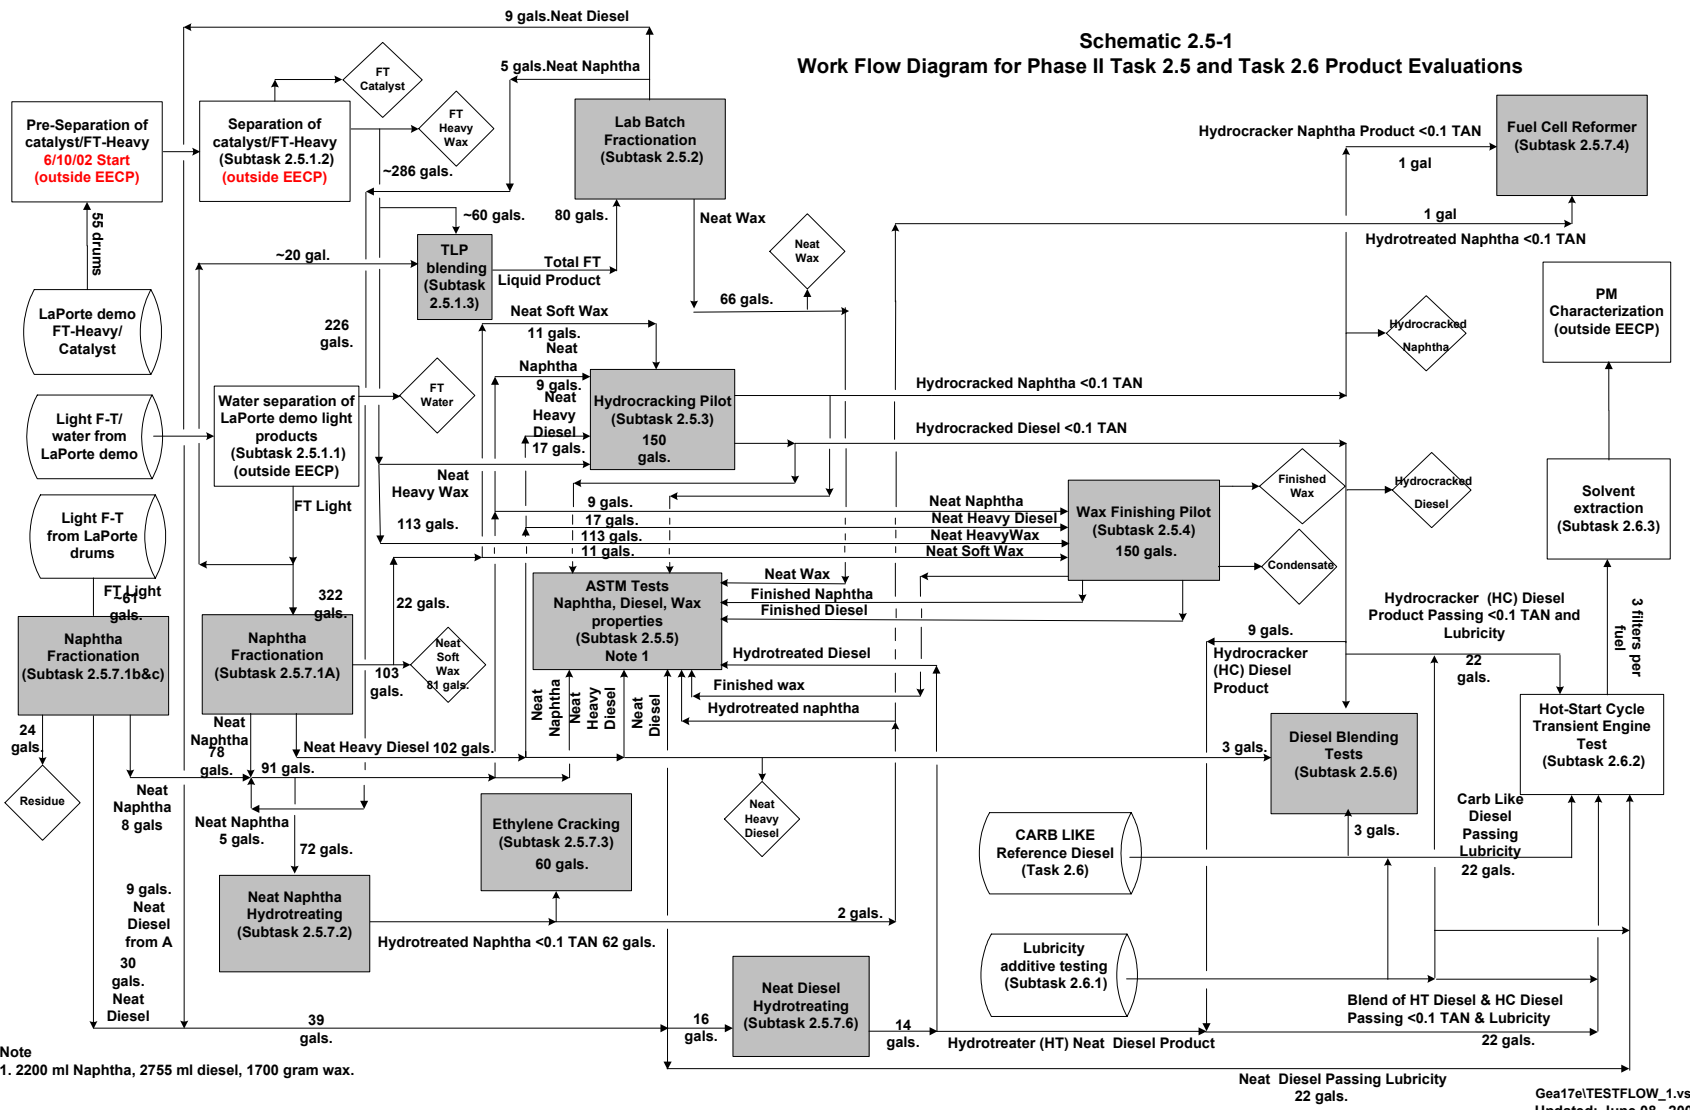 9 gals.Neat Diesel
Schematic 2.5-1
Work Flow Diagram for Phase II Task 2.5 and Task 2.6 Product Evaluations
5 gals.Neat Naphtha
FT
Catalyst
Pre-Separation of
catalyst/FT-Heavy
6/10/02 Start
(outside EECP)
Separation of
catalyst/FT-Heavy
(Subtask 2.5.1.2)
(outside EECP)
FT
Heavy
Wax
~286 gals.
Lab Batch
Fractionation
(Subtask 2.5.2)
Hydrocracker Naphtha Product <0.1 TAN
1 gal
Fuel Cell Reformer
(Subtask 2.5.7.4)
55 drums
~60 gals.
80 gals.
Neat Wax
1 gal
Hydrotreated Naphtha <0.1 TAN
~20 gal.
TLP
blending
(Subtask
2.5.1.3)
Total FT
Liquid Product
Neat
Wax
66 gals.
LaPorte demo
FT-Heavy/
Catalyst
226
gals.
Neat Soft Wax
11 gals.
Neat
Naphtha
9 gals.
Neat
Heavy
Diesel
17 gals.
PM
Characterization
(outside EECP)
Hydrocracked
Naphtha
FT
Water
Light F-T/
water from
LaPorte demo
Water separation of
LaPorte demo light
products
(Subtask 2.5.1.1)
(outside EECP)
Hydrocracking Pilot
(Subtask 2.5.3)
150
gals.
Hydrocracked Naphtha <0.1 TAN
Hydrocracked Diesel <0.1 TAN
Neat
Heavy Wax
113 gals.
FT Light
Light F-T
from LaPorte
drums
9 gals.
17 gals.
113 gals.
11 gals.
Neat Naphtha
Neat Heavy Diesel
Neat HeavyWax
Neat Soft Wax
Wax Finishing Pilot
(Subtask 2.5.4)
150 gals.
Finished
Wax
Hydrocracked
Diesel
Condensate
Solvent
extraction
(Subtask 2.6.3)
FT Light
~61
gals.
322
gals.
22 gals.
ASTM Tests
Naphtha, Diesel, Wax
properties
(Subtask 2.5.5)
Note 1
Neat Wax
Finished Naphtha
Finished Diesel
Hydrotreated Diesel
Finished wax
Hydrotreated naphtha
Hydrocracker (HC) Diesel
Product Passing <0.1 TAN and
Lubricity
22
gals.
3 filters per
fuel
9 gals.
Hydrocracker
(HC) Diesel
Product
Naphtha
Fractionation
(Subtask 2.5.7.1b&c)
Naphtha
Fractionation
(Subtask 2.5.7.1A)
Neat
Soft
Wax
81 gals.
103
gals.
Neat
Naphtha
Neat
Heavy
Diesel
Neat
Diesel
24
gals.
Residue
Neat
Naphtha
78
gals.
Neat Heavy Diesel 102 gals.
91 gals.
3 gals.
Diesel Blending
Tests
(Subtask 2.5.6)
Hot-Start Cycle
Transient Engine
Test
(Subtask 2.6.2)
Neat
Naphtha
8 gals
Neat Naphtha
5 gals.
72 gals.
Ethylene Cracking
(Subtask 2.5.7.3)
60 gals.
Neat
Heavy
Diesel
CARB LIKE
Reference Diesel
(Task 2.6)
3 gals.
Carb Like
Diesel
Passing
Lubricity
22 gals.
9 gals.
Neat
Diesel
from A
Neat Naphtha
Hydrotreating
(Subtask 2.5.7.2)
2 gals.
Hydrotreated Naphtha <0.1 TAN 62 gals.
30
gals.
Neat
Diesel
Lubricity
additive testing
(Subtask 2.6.1)
Neat Diesel
Hydrotreating
(Subtask 2.5.7.6)
39
gals.
16
gals.
14
gals.
Hydrotreater (HT) Neat Diesel Product
Blend of HT Diesel & HC Diesel
Passing <0.1 TAN & Lubricity
22 gals.
Note
1. 2200 ml Naphtha, 2755 ml diesel, 1700 gram wax.
Neat Diesel Passing Lubricity
22 gals.
Gea17e\TESTFLOW_1.vs
Updated: June 08, 200